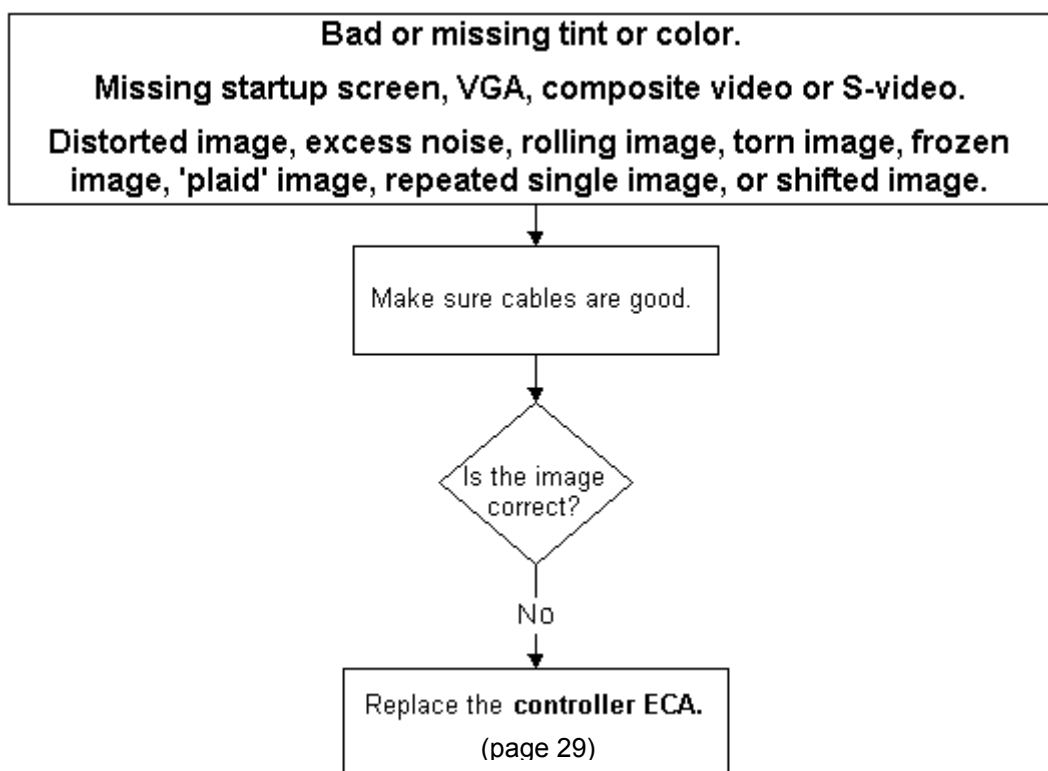 Bad or missing tint or color.
Missing startup screen, VGA, composite video or S-video.
Distorted image, excess noise, rolling image, torn image, frozen
image, 'plaid' image, repeated single image, or shifted image.
Make sure cables are good.
Is the image
correct?
No
Replace the controller ECA.
(page 29)